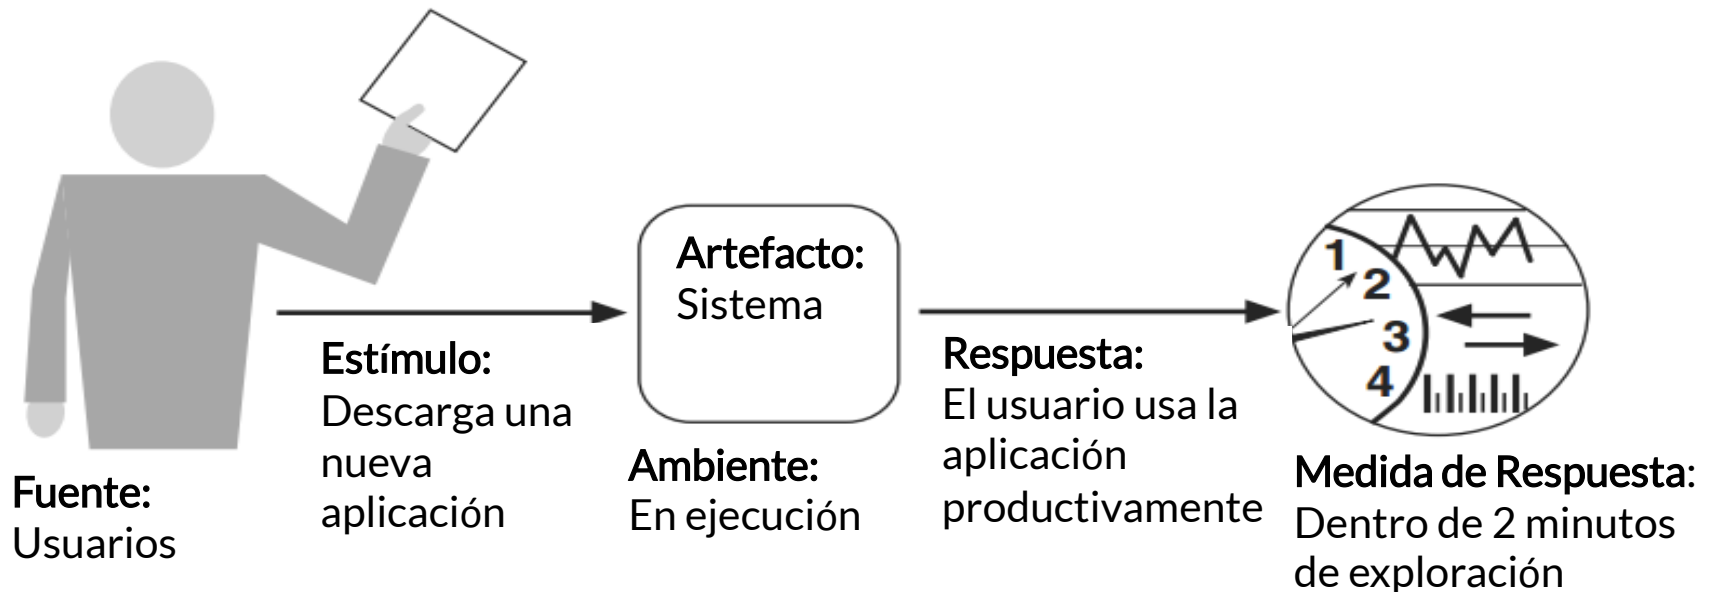 Fuente:
Usuarios
Estímulo:
Descarga una
nueva
aplicación
Artefacto:
Sistema
Ambiente:
En ejecución
Respuesta:
El usuario usa la
aplicación
productivamente
1
2
3
4
Medida de Respuesta:
Dentro de 2 minutos
de exploración